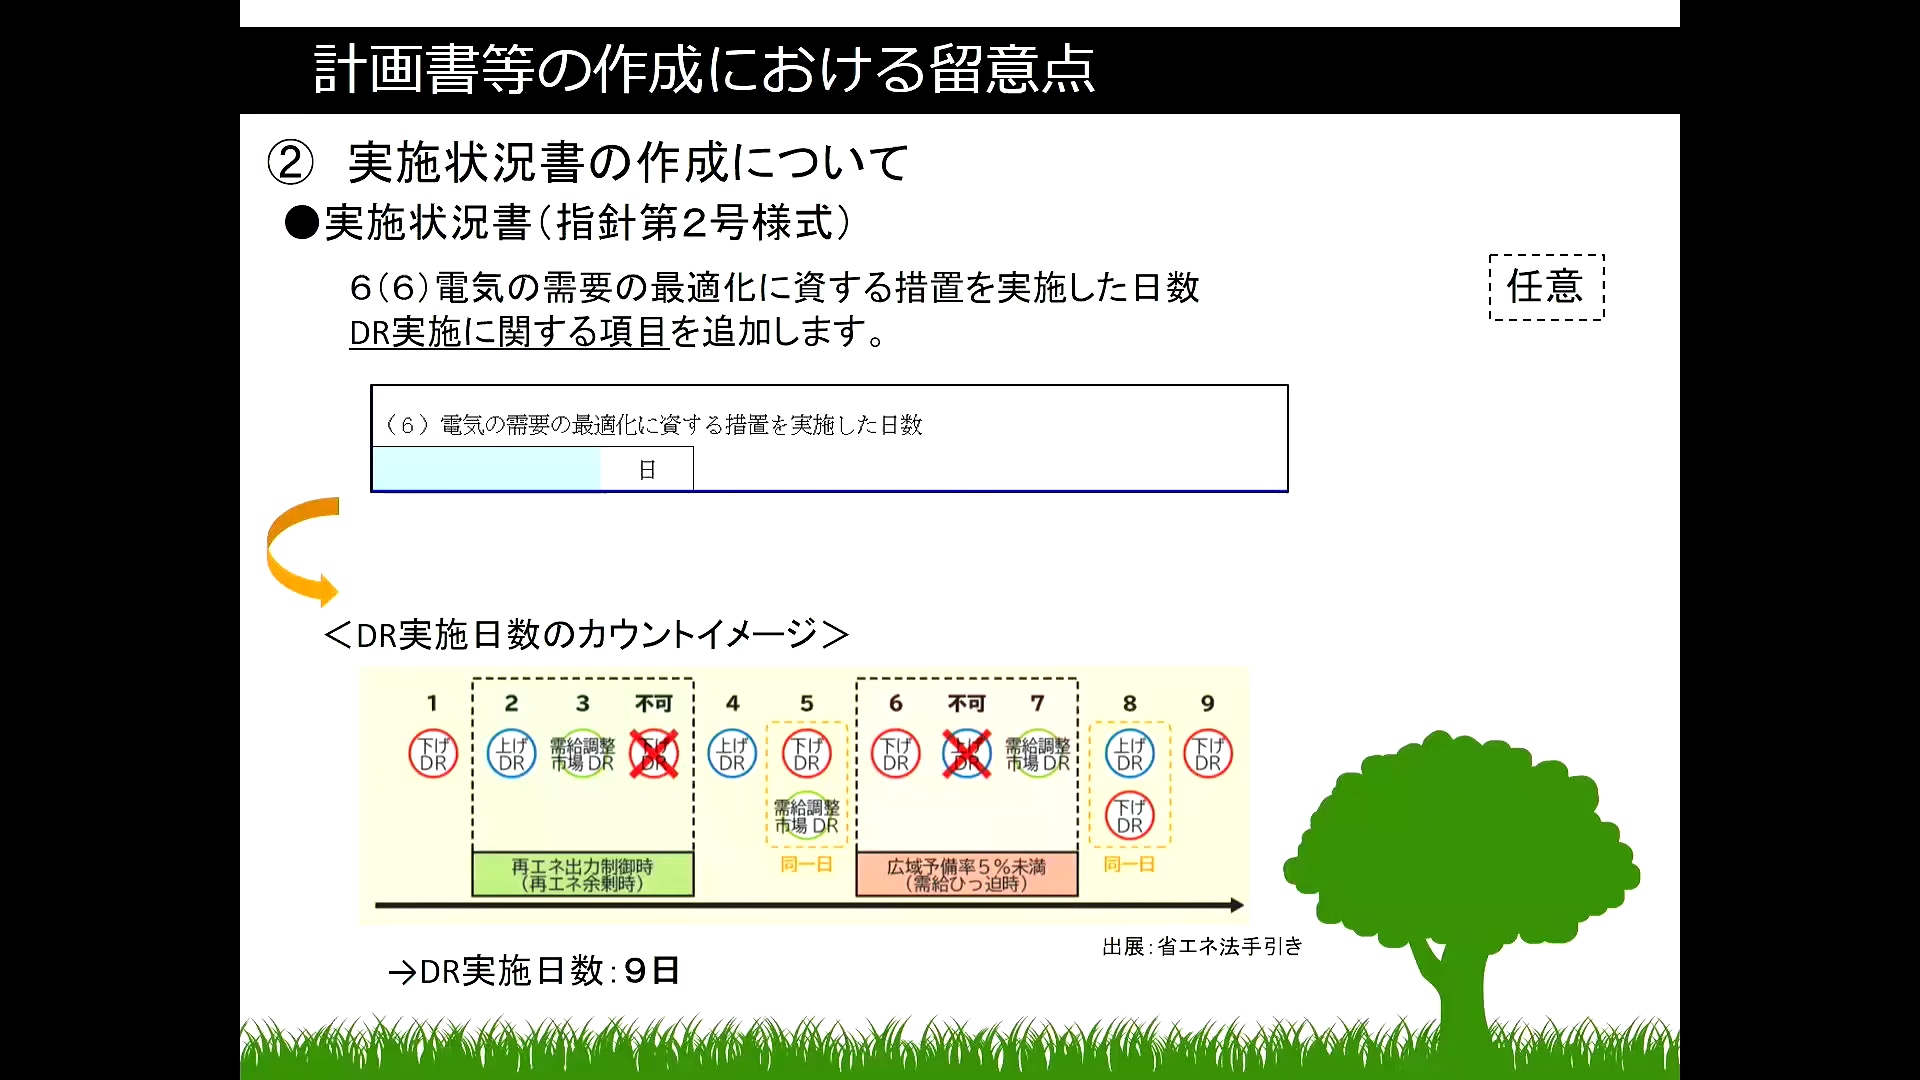 計画書等の作成における留意点
② 実施状況書の作成について
●実施状況書（指針第２号様式）
６（６）電気の需要の最適化に資する措置を実施した日数
任意
DR実施に関する項目を追加します。
（６）電気の需要の最適化に資する措置を実施した日数
日
＜DR実施日数のカウントイメージ＞
1 2 3 不可 4 5 6 不可 7 8 9
下げDR
上げDR
需給調整市場 DR
下げDR
上げDR
下げDR
需給調整市場 DR
下げDR
上げDR
需給調整市場 DR
上げDR
下げDR
下げDR
同一日
同一日
再エネ出力制御時
（再エネ余剰時）
広域予備率５％未満
（需給ひっ迫時）
出展：省エネ法手引き
→DR実施日数：９日